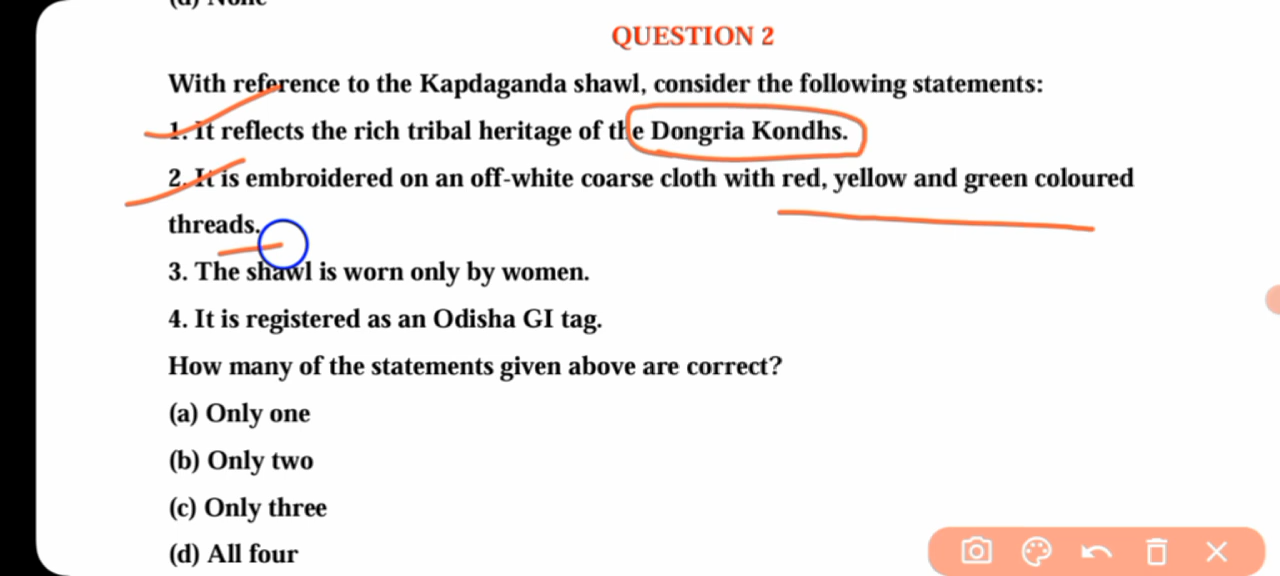 QUESTION 2
With reference to the Kapdaganda shawl, consider the following statements:
1. It reflects the rich tribal heritage of the Dongria Kondhs.
2. It is embroidered on an off-white coarse cloth with red, yellow and green coloured
threads.
3. The shawl is worn only by women.
4. It is registered as an Odisha GI tag.
How many of the statements given above are correct?
(a) Only one
(b) Only two
(c) Only three
(d) All four